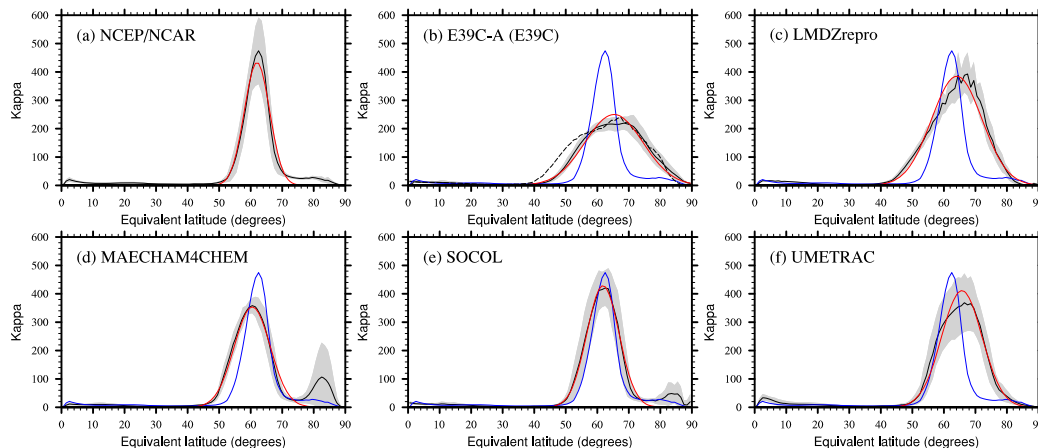 (a) NCEP/NCAR
Kappa
600
500
400
300
200
100
0
0 10 20 30 40 50 60 70 80 90
Equivalent latitude (degrees)
(b) E39C-A (E39C)
Kappa
600
500
400
300
200
100
0
0 10 20 30 40 50 60 70 80 90
Equivalent latitude (degrees)
(c) LMDZrepro
Kappa
600
500
400
300
200
100
0
0 10 20 30 40 50 60 70 80 90
Equivalent latitude (degrees)
(d) MAECHAM4CHEM
Kappa
600
500
400
300
200
100
0
0 10 20 30 40 50 60 70 80 90
Equivalent latitude (degrees)
(e) SOCOL
Kappa
600
500
400
300
200
100
0
0 10 20 30 40 50 60 70 80 90
Equivalent latitude (degrees)
(f) UMETRAC
Kappa
600
500
400
300
200
100
0
0 10 20 30 40 50 60 70 80 90
Equivalent latitude (degrees)